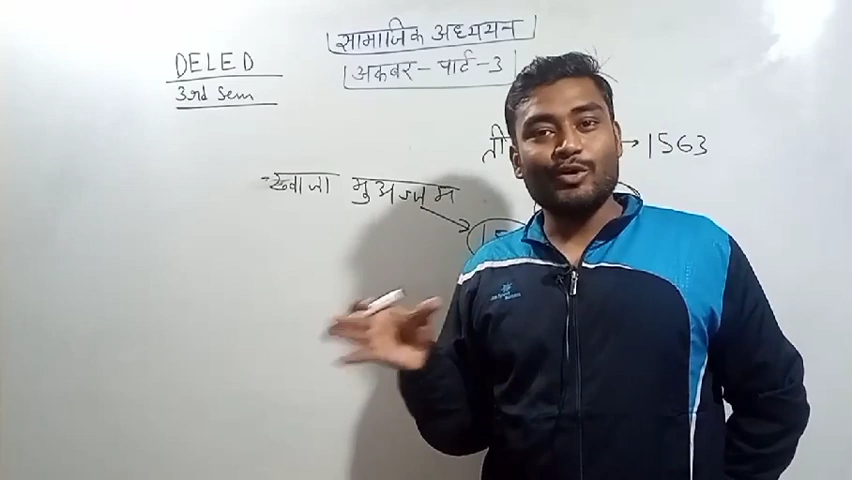 सामाजिक अध्ययन
DELED
अकबर - पार्ट - 3
3rd Sem
ती → 1563
ख्वाजा मुअज्जम